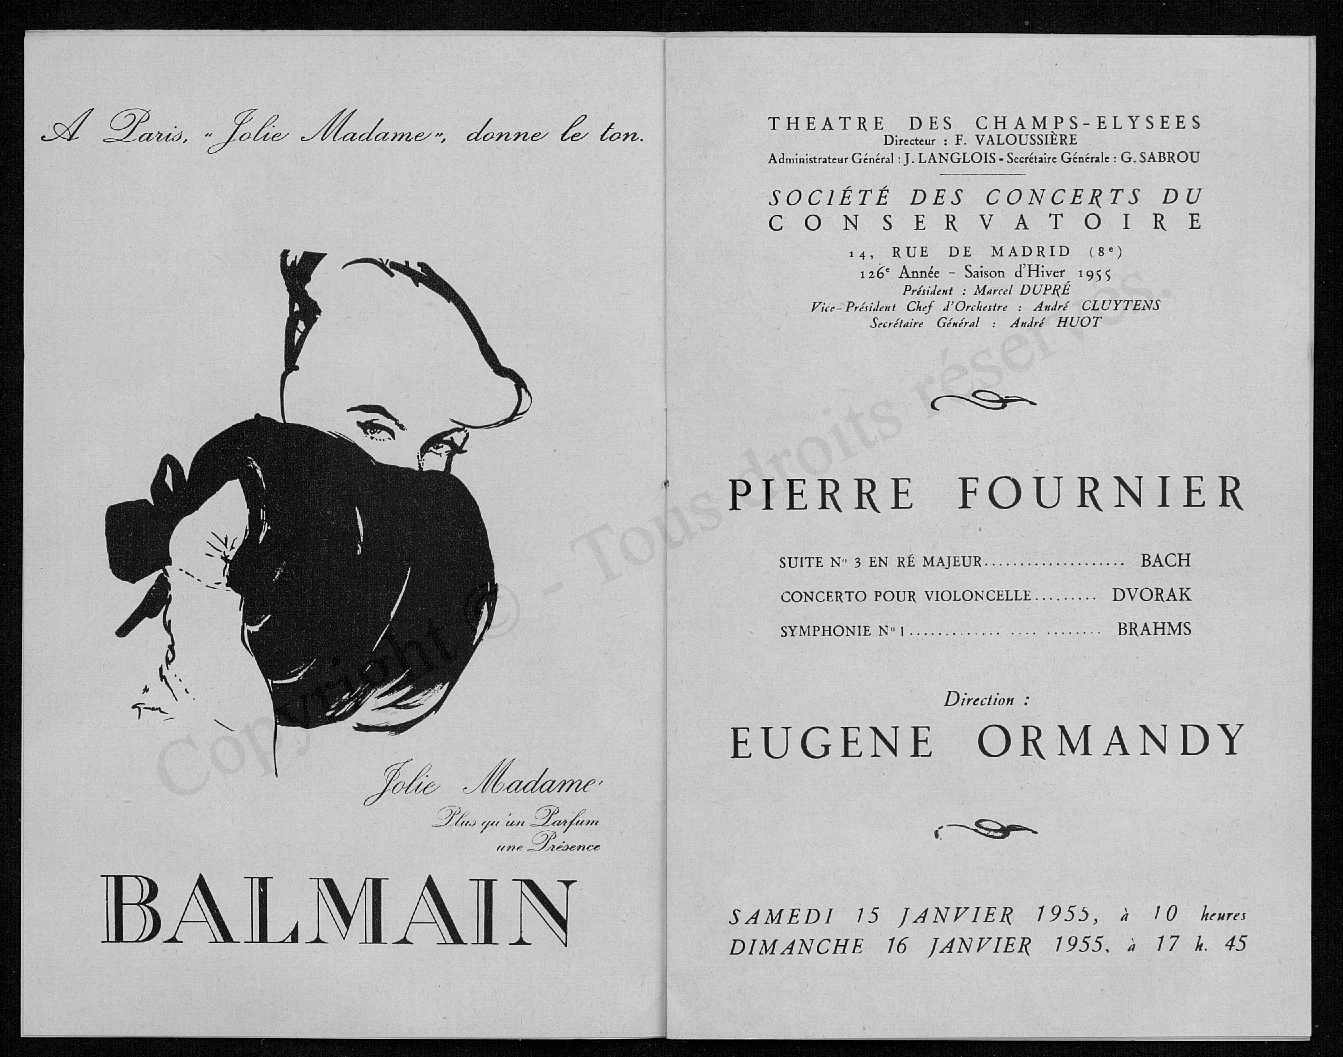 A Paris, "Jolie Madame", donne le ton.
Jolie Madame
Plus qu'un Parfum
une Présence
BALMAIN
THEATRE DES CHAMPS-ELYSEES
Directeur : F. VALOUSSIÈRE
Administrateur Général : J. LANGLOIS - Secrétaire Générale : G. SABROU
SOCIÉTÉ DES CONCERTS DU
CONSERVATOIRE
14, RUE DE MADRID (8e)
126e Année - Saison d'Hiver 1955
Président : Marcel DUPRÉ
Vice-Président Chef d'Orchestre : André CLUYTENS
Secrétaire Général : André HUOT
PIERRE FOURNIER
SUITE No 3 EN RÉ MAJEUR.................... BACH
CONCERTO POUR VIOLONCELLE......... DVORAK
SYMPHONIE No 1........................... BRAHMS
Direction :
EUGENE ORMANDY
SAMEDI 15 JANVIER 1955, à 10 heures
DIMANCHE 16 JANVIER 1955, à 17 h. 45
Copyright © - Tous droits réservés.